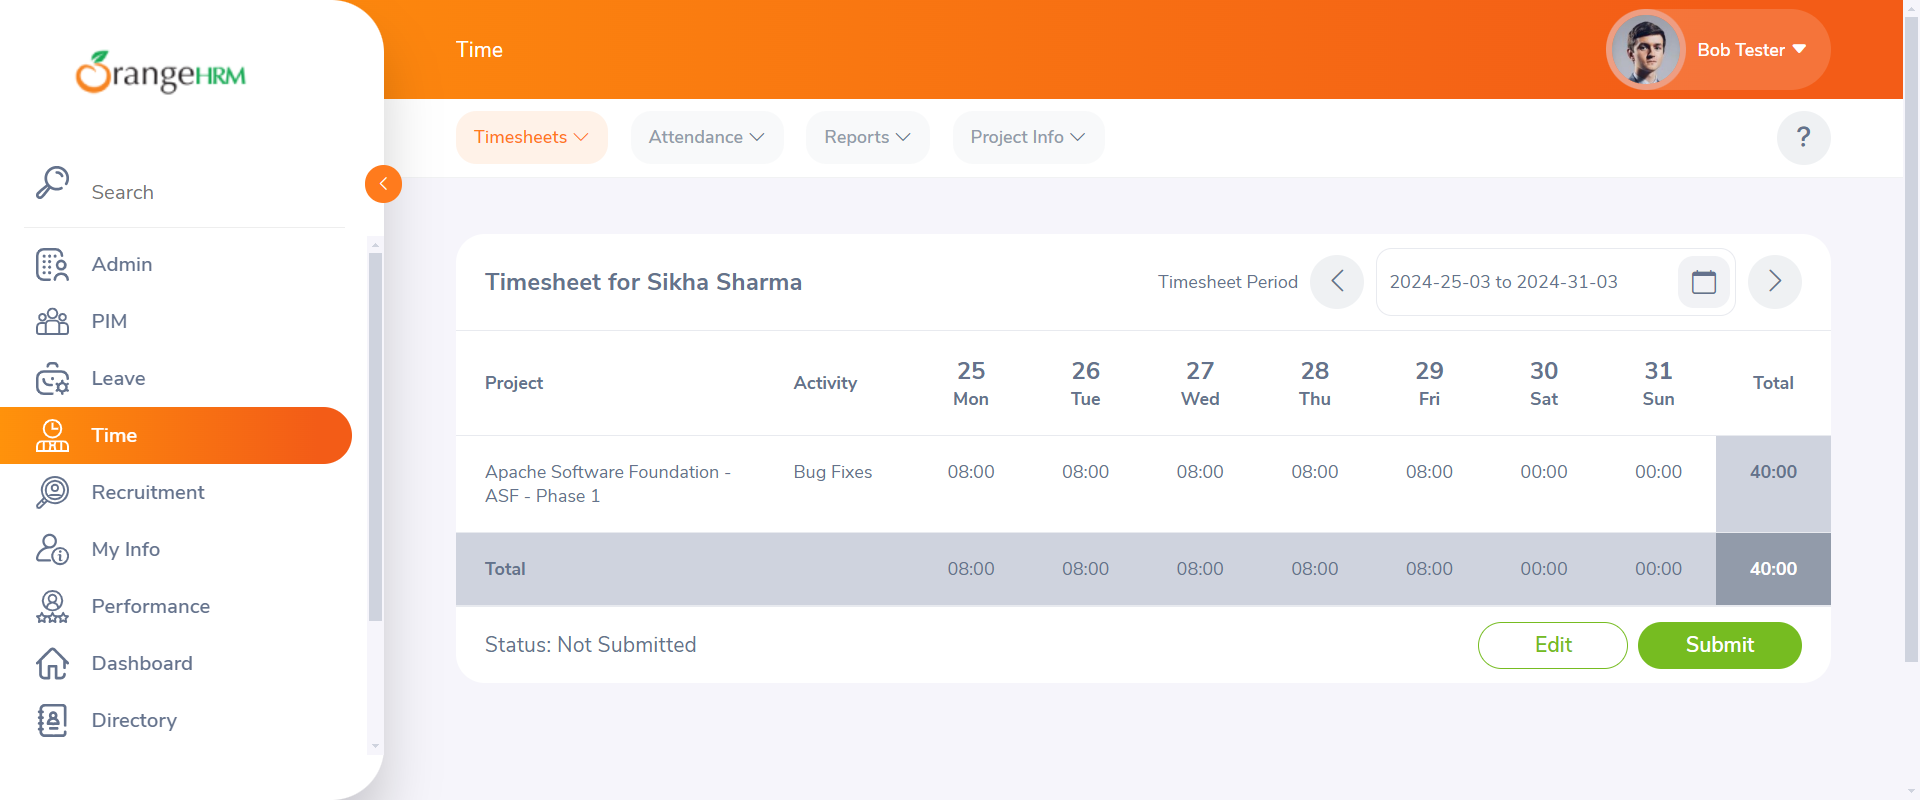 OrangeHRM
Search
Admin
PIM
Leave
Time
Recruitment
My Info
Performance
Dashboard
Directory
Time
Bob Tester
Timesheets
Attendance
Reports
Project Info
?
Timesheet for Sikha Sharma
Timesheet Period
2024-25-03 to 2024-31-03
Project Activity 25 Mon 26 Tue 27 Wed 28 Thu 29 Fri 30 Sat 31 Sun Total
Apache Software Foundation -
ASF - Phase 1
Bug Fixes 08:00 08:00 08:00 08:00 08:00 00:00 00:00 40:00
Total 08:00 08:00 08:00 08:00 08:00 00:00 00:00 40:00
Status: Not Submitted
Edit
Submit